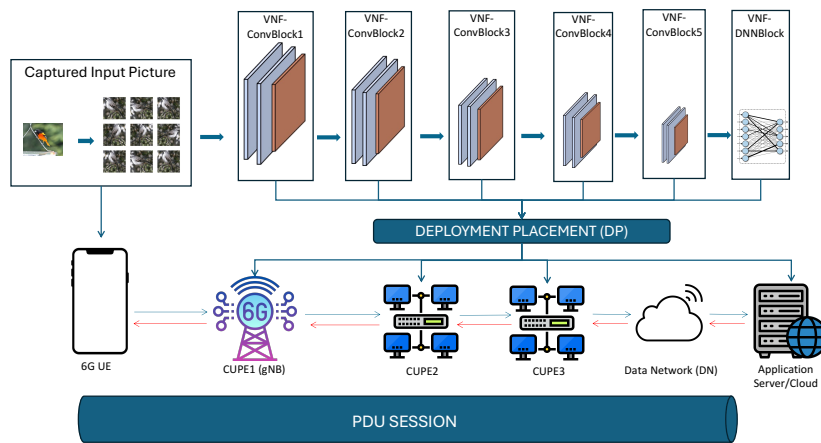 VNF-
ConvBlock1
VNF-
ConvBlock2
VNF-
ConvBlock3
VNF-
ConvBlock4
VNF-
ConvBlock5
VNF-
DNNBlock
Captured Input Picture
DEPLOYMENT PLACEMENT (DP)
6G
6G UE
CUPE1 (gNB)
CUPE2
CUPE3
Data Network (DN)
Application
Server/Cloud
PDU SESSION